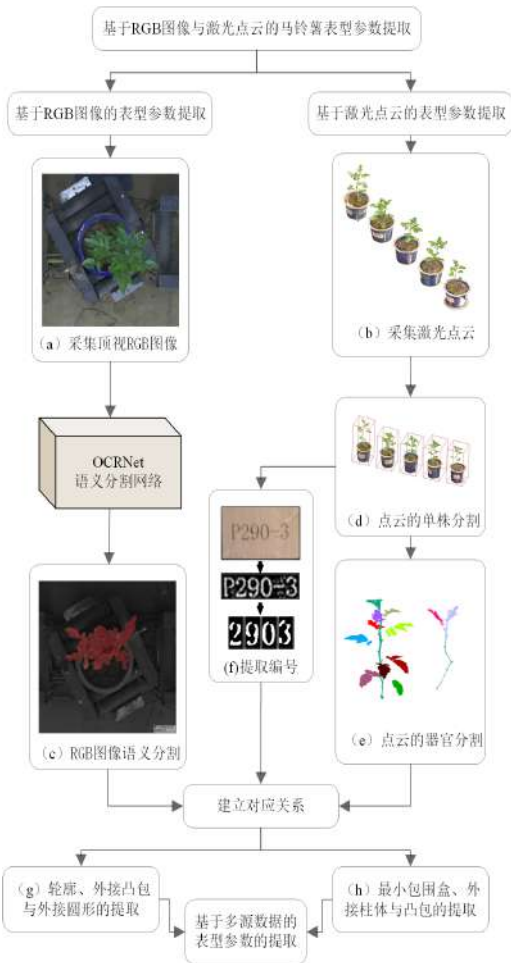 基于RGB图像与激光点云的马铃薯表型参数提取
基于RGB图像的表型参数提取
基于激光点云的表型参数提取
(a) 采集顶视RGB图像
(b) 采集激光点云
OCRNet
语义分割网络
(d) 点云的单株分割
P290-3
P290-3
2903
(f)提取编号
(c) RGB图像语义分割
(e) 点云的器官分割
建立对应关系
(g) 轮廓、外接凸包
与外接圆形的提取
(h) 最小包围盒、外
接柱体与凸包的提取
基于多源数据的
表型参数的提取